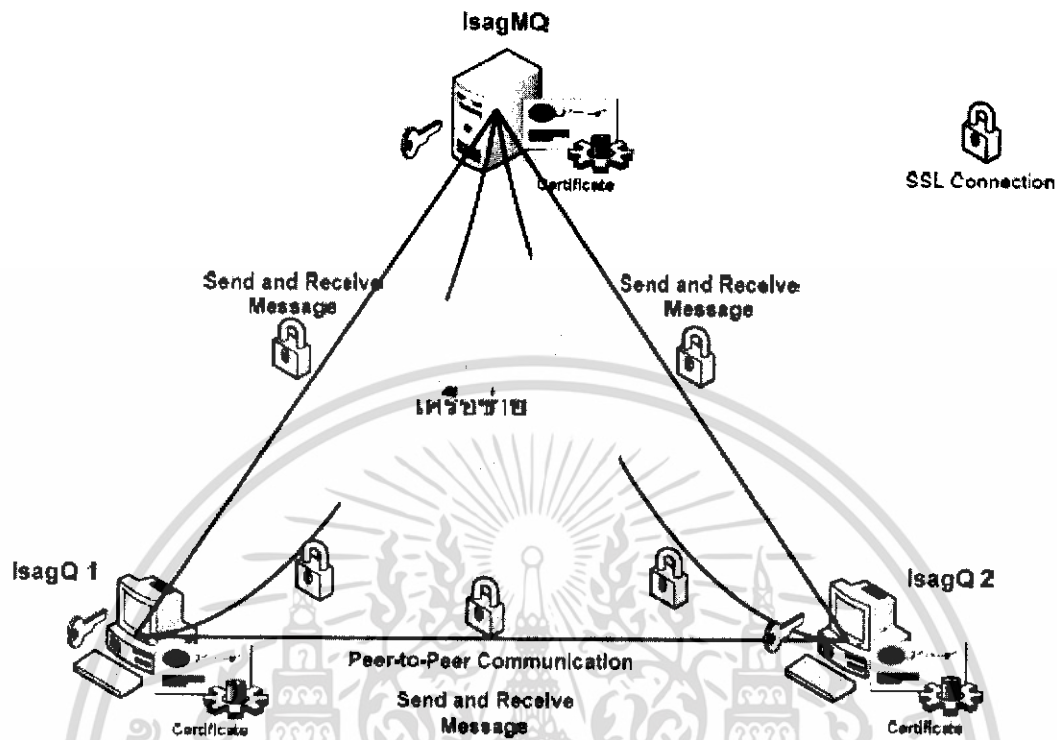 IsagMQ
Certificate
SSL Connection
Send and Receive
Message
Send and Receive
Message
เครือข่าย
IsagQ 1
IsagQ 2
Peer-to-Peer Communication
Send and Receive
Message
Certificate
Certificate